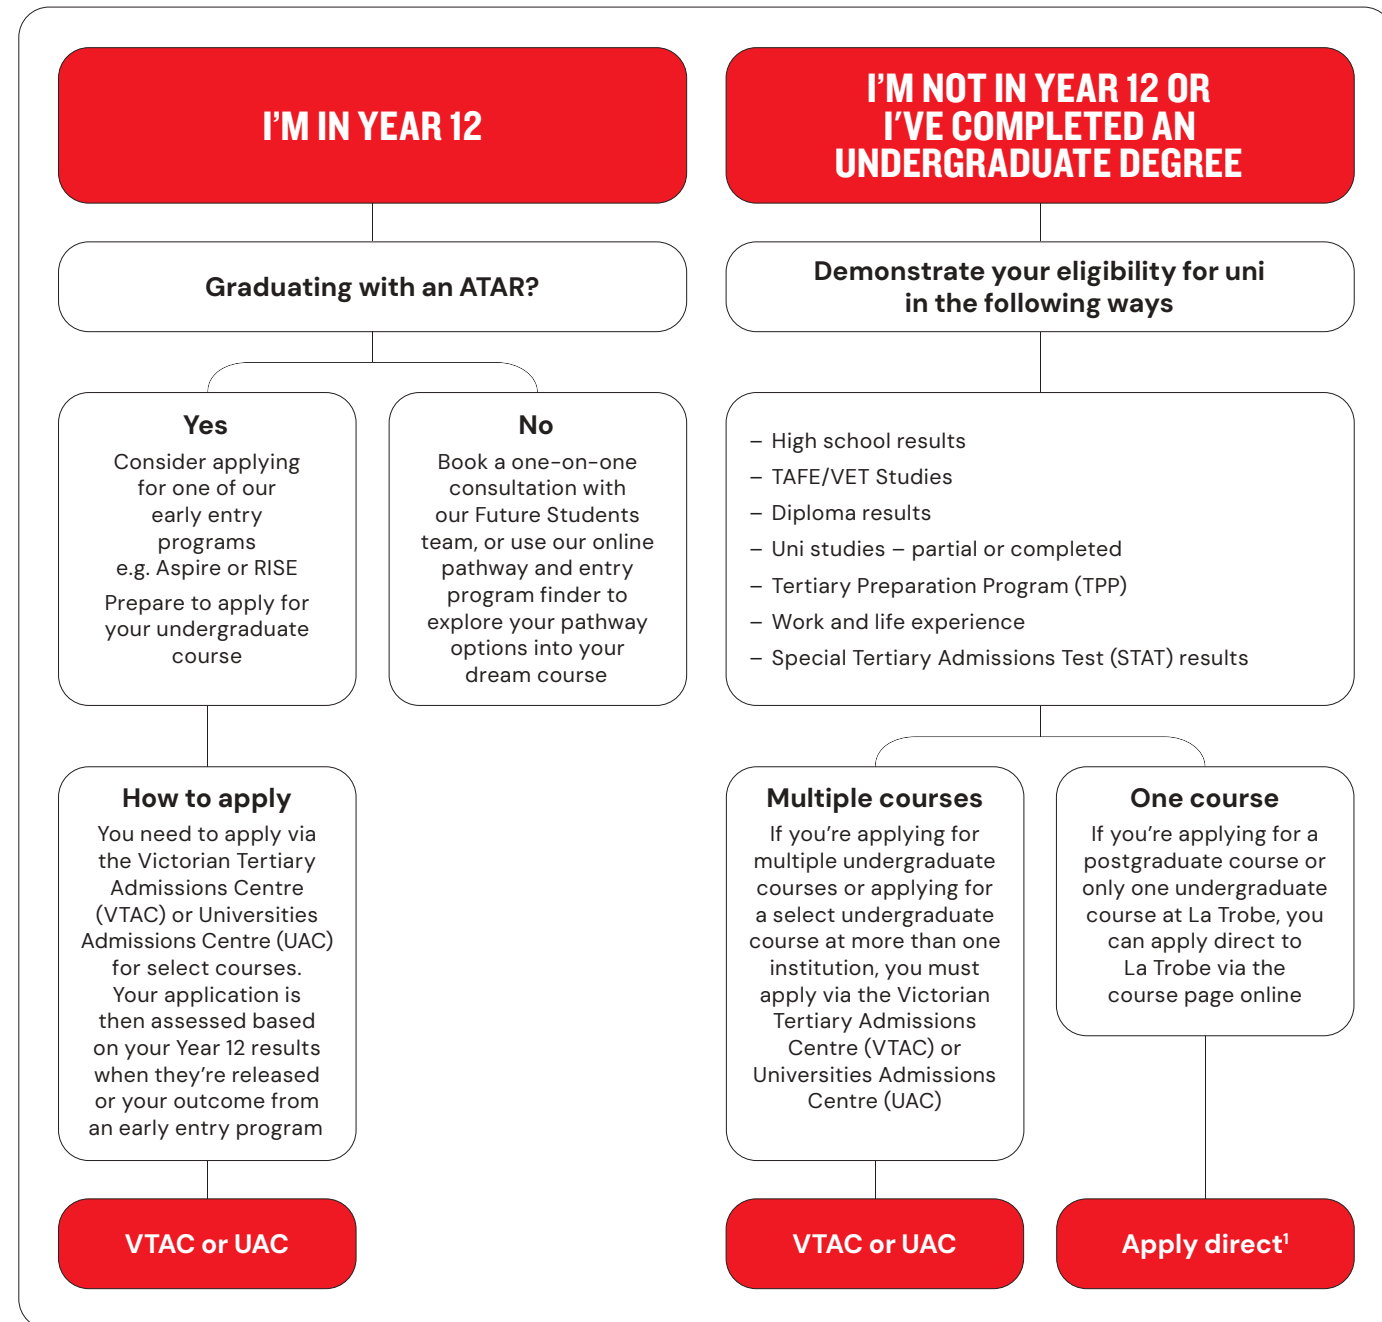 I’M IN YEAR 12
Graduating with an ATAR?
Yes
Consider applying
for one of our
early entry
programs
e.g. Aspire or RISE
Prepare to apply for
your undergraduate
course
No
Book a one-on-one
consultation with
our Future Students
team, or use our online
pathway and entry
program finder to
explore your pathway
options into your
dream course
How to apply
You need to apply via
the Victorian Tertiary
Admissions Centre
(VTAC) or Universities
Admissions Centre (UAC)
for select courses.
Your application is
then assessed based
on your Year 12 results
when they’re released
or your outcome from
an early entry program
VTAC or UAC
I’M NOT IN YEAR 12 OR
I’VE COMPLETED AN
UNDERGRADUATE DEGREE
Demonstrate your eligibility for uni
in the following ways
– High school results
– TAFE/VET Studies
– Diploma results
– Uni studies – partial or completed
– Tertiary Preparation Program (TPP)
– Work and life experience
– Special Tertiary Admissions Test (STAT) results
Multiple courses
If you’re applying for
multiple undergraduate
courses or applying for
a select undergraduate
course at more than one
institution, you must
apply via the Victorian
Tertiary Admissions
Centre (VTAC) or
Universities Admissions
Centre (UAC)
VTAC or UAC
One course
If you’re applying for a
postgraduate course or
only one undergraduate
course at La Trobe, you
can apply direct to
La Trobe via the
course page online
Apply direct¹